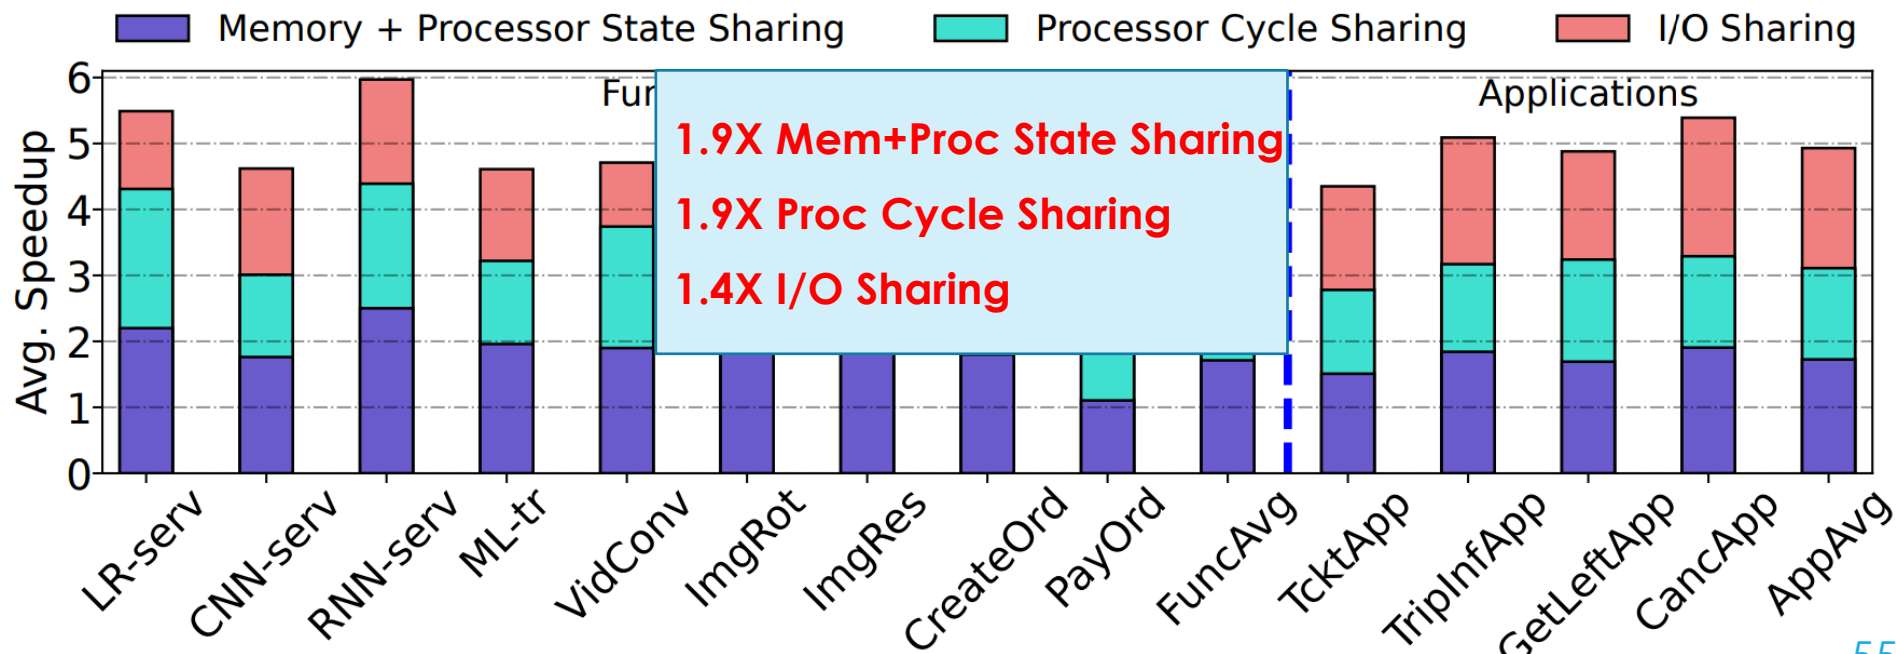 Memory + Processor State Sharing
Processor Cycle Sharing
I/O Sharing
Avg. Speedup
6
5
4
3
2
1
0
Fun
Applications
1.9X Mem+Proc State Sharing
1.9X Proc Cycle Sharing
1.4X I/O Sharing
LR-serv
CNN-serv
RNN-serv
ML-tr
VidConv
ImgRot
ImgRes
CreateOrd
PayOrd
FuncAvg
TcktApp
TripInfApp
GetLeftApp
CancApp
AppAvg
55